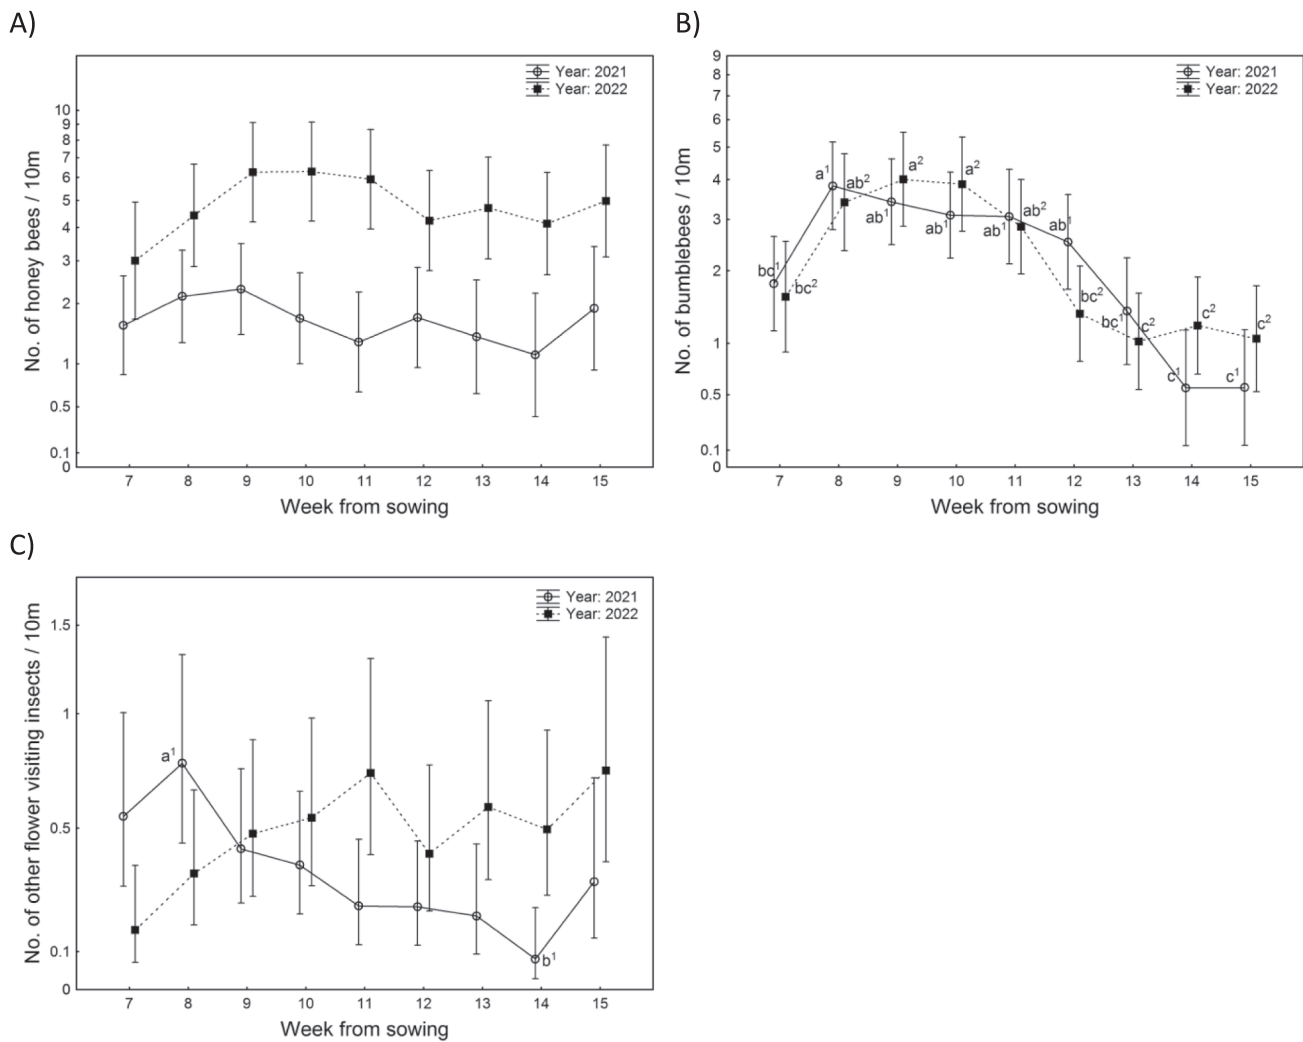 A)
Year: 2021
Year: 2022
No. of honey bees / 10m
10
9
8
7
6
5
4
3
2
1
0.5
0.1
0
7 8 9 10 11 12 13 14 15
Week from sowing
B)
Year: 2021
Year: 2022
No. of bumblebees / 10m
9
8
7
6
5
4
3
2
1
0.5
0.1
0
a¹ ab² a² a²
ab¹ ab¹ ab¹ ab² ab¹
bc¹ bc² bc² bc¹ c² c² c²
c¹ c¹
7 8 9 10 11 12 13 14 15
Week from sowing
C)
Year: 2021
Year: 2022
No. of other flower visiting insects / 10m
1.5
1
0.5
0.1
0
a¹
b¹
7 8 9 10 11 12 13 14 15
Week from sowing